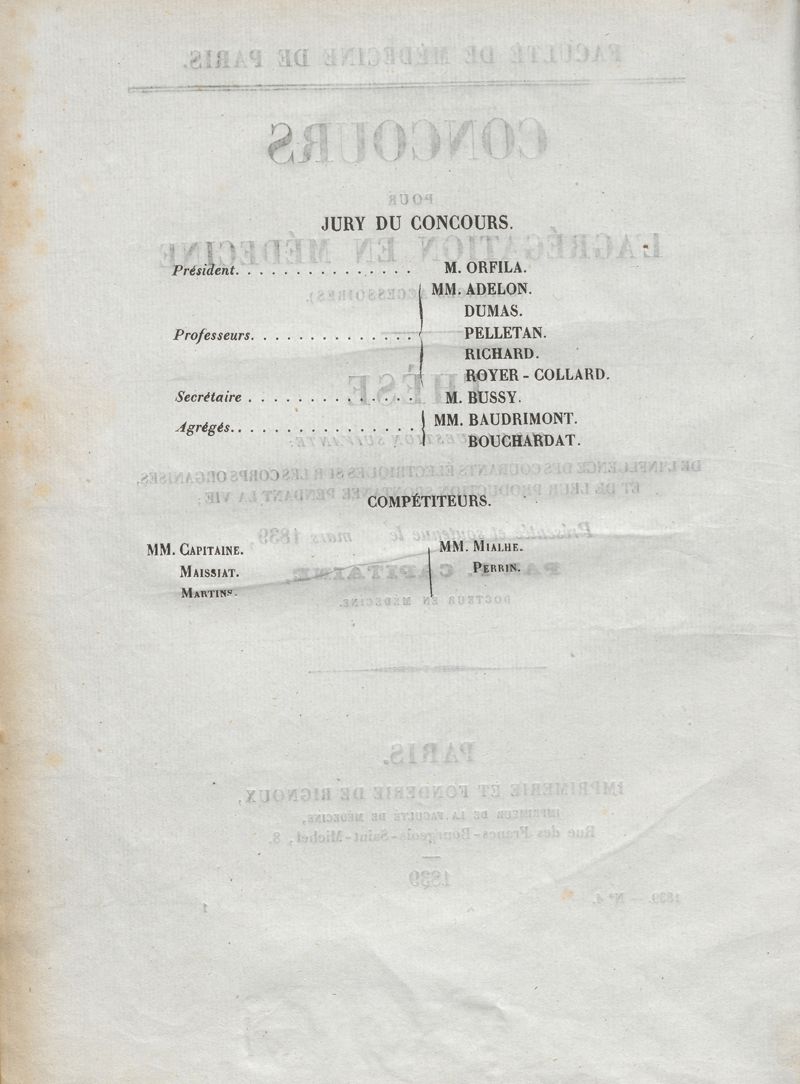 JURY DU CONCOURS.
Président. . . . . . . . . . . . . . . M. ORFILA.
MM. ADELON.
DUMAS.
Professeurs. . . . . . . . . . . . . . PELLETAN.
RICHARD.
ROYER-COLLARD.
Secrétaire . . . . . . . . . . . . . . M. BUSSY.
Agrégés. . . . . . . . . . . . . . . . MM. BAUDRIMONT.
BOUCHARDAT.
COMPÉTITEURS.
MM. CAPITAINE. MM. MIALHE.
MAISSIAT. PERRIN.
MARTINS.